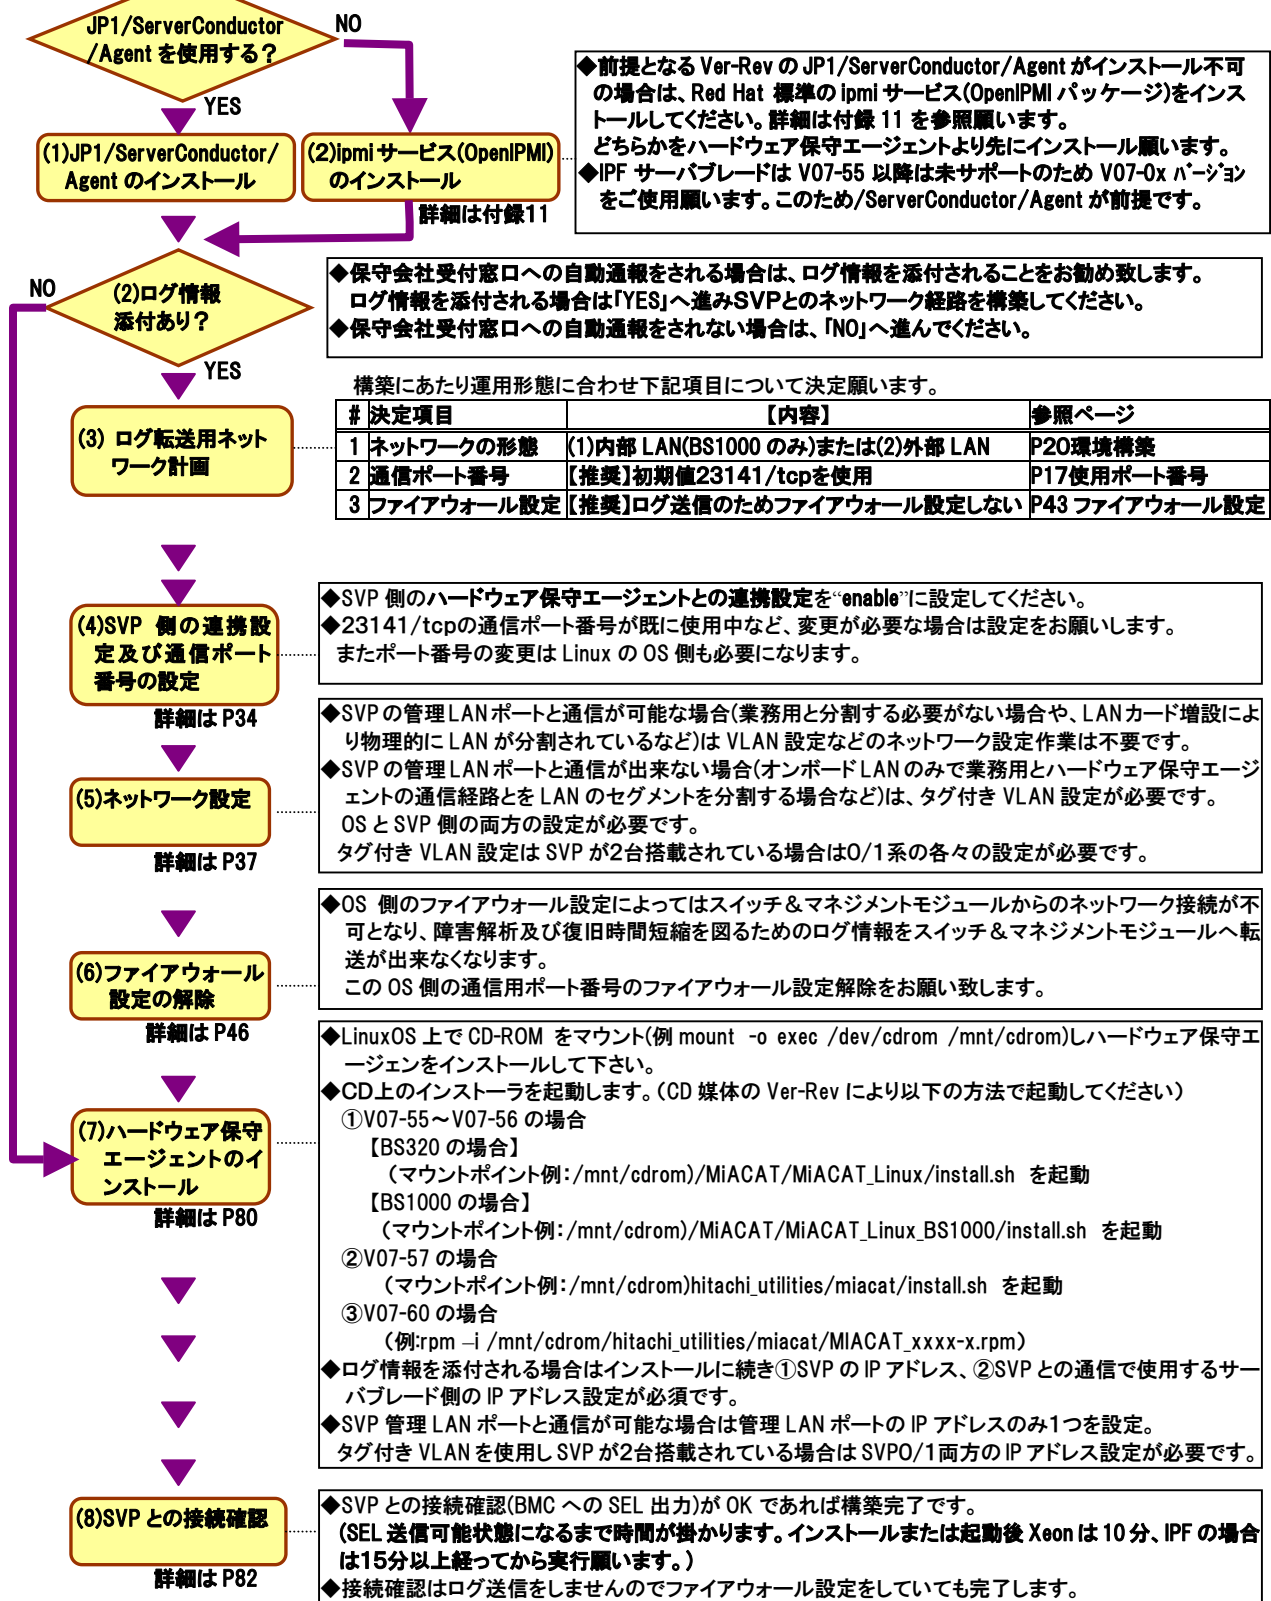 JP1/ServerConductor
/Agent を使用する？
NO
YES
◆前提となる Ver-Rev の JP1/ServerConductor/Agent がインストール不可
の場合は、Red Hat 標準の ipmi サービス(OpenIPMI パッケージ)をインス
トールしてください。詳細は付録 11 を参照願います。
どちらかをハードウェア保守エージェントより先にインストール願います。
◆IPF サーバブレードは V07-55 以降は未サポートのため V07-0x ﾊﾞｰｼﾞｮﾝ
をご使用願います。このため/ServerConductor/Agent が前提です。
(1)JP1/ServerConductor/
Agent のインストール
(2)ipmi サービス(OpenIPMI)
のインストール
詳細は付録11
NO
(2)ログ情報
添付あり？
YES
◆保守会社受付窓口への自動通報をされる場合は、ログ情報を添付されることをお勧め致します。
ログ情報を添付される場合は「YES」へ進みＳＶＰとのネットワーク経路を構築してください。
◆保守会社受付窓口への自動通報をされない場合は、「NO」へ進んでください。
構築にあたり運用形態に合わせ下記項目について決定願います。
# 決定項目 【内容】 参照ページ
1 ネットワークの形態 (1)内部 LAN(BS1000 のみ)または(2)外部 LAN P20環境構築
2 通信ポート番号 【推奨】初期値23141/tcpを使用 P17使用ポート番号
3 ファイアウォール設定 【推奨】ログ送信のためファイアウォール設定しない P43 ファイアウォール設定
(3) ログ転送用ネット
ワーク計画
(4)SVP 側の連携設
定及び通信ポート
番号の設定
詳細は P34
◆SVP 側のハードウェア保守エージェントとの連携設定を“enable”に設定してください。
◆23141/tcpの通信ポート番号が既に使用中など、変更が必要な場合は設定をお願いします。
またポート番号の変更は Linux の OS 側も必要になります。
◆SVP の管理 LAN ポートと通信が可能な場合(業務用と分割する必要がない場合や、LAN カード増設によ
り物理的に LAN が分割されているなど)は VLAN 設定などのネットワーク設定作業は不要です。
◆SVP の管理 LAN ポートと通信が出来ない場合(オンボード LAN のみで業務用とハードウェア保守エージ
ェントの通信経路とを LAN のセグメントを分割する場合など)は、タグ付き VLAN 設定が必要です。
OS と SVP 側の両方の設定が必要です。
タグ付き VLAN 設定は SVP が２台搭載されている場合は０/１系の各々の設定が必要です。
(5)ネットワーク設定
詳細は P37
◆OS 側のファイアウォール設定によってはスイッチ＆マネジメントモジュールからのネットワーク接続が不
可となり、障害解析及び復旧時間短縮を図るためのログ情報をスイッチ＆マネジメントモジュールへ転
送が出来なくなります。
この OS 側の通信用ポート番号のファイアウォール設定解除をお願い致します。
(6)ファイアウォール
設定の解除
詳細は P46
◆LinuxOS 上で CD-ROM をマウント(例 mount -o exec /dev/cdrom /mnt/cdrom)しハードウェア保守エ
ージェンをインストールして下さい。
◆CD上のインストーラを起動します。（CD 媒体の Ver-Rev により以下の方法で起動してください）
①V07-55～V07-56 の場合
【BS320 の場合】
（マウントポイント例：/mnt/cdrom)/MiACAT/MiACAT_Linux/install.sh を起動
【BS1000 の場合】
（マウントポイント例：/mnt/cdrom)/MiACAT/MiACAT_Linux_BS1000/install.sh を起動
②V07-57 の場合
（マウントポイント例：/mnt/cdrom)hitachi_utilities/miacat/install.sh を起動
③V07-60 の場合
（例:rpm –i /mnt/cdrom/hitachi_utilities/miacat/MIACAT_xxxx-x.rpm）
◆ログ情報を添付される場合はインストールに続き①SVP の IP アドレス、②SVP との通信で使用するサー
バブレード側の IP アドレス設定が必須です。
◆SVP 管理 LAN ポートと通信が可能な場合は管理 LAN ポートの IP アドレスのみ１つを設定。
タグ付き VLAN を使用し SVP が２台搭載されている場合は SVP０/１両方の IP アドレス設定が必要です。
(7)ハードウェア保守
エージェントのイ
ンストール
詳細は P80
(8)SVP との接続確認
詳細は P82
◆SVP との接続確認(BMC への SEL 出力)が OK であれば構築完了です。
(SEL 送信可能状態になるまで時間が掛かります。インストールまたは起動後 Xeon は 10 分、IPF の場合
は15分以上経ってから実行願います。)
◆接続確認はログ送信をしませんのでファイアウォール設定をしていても完了します。